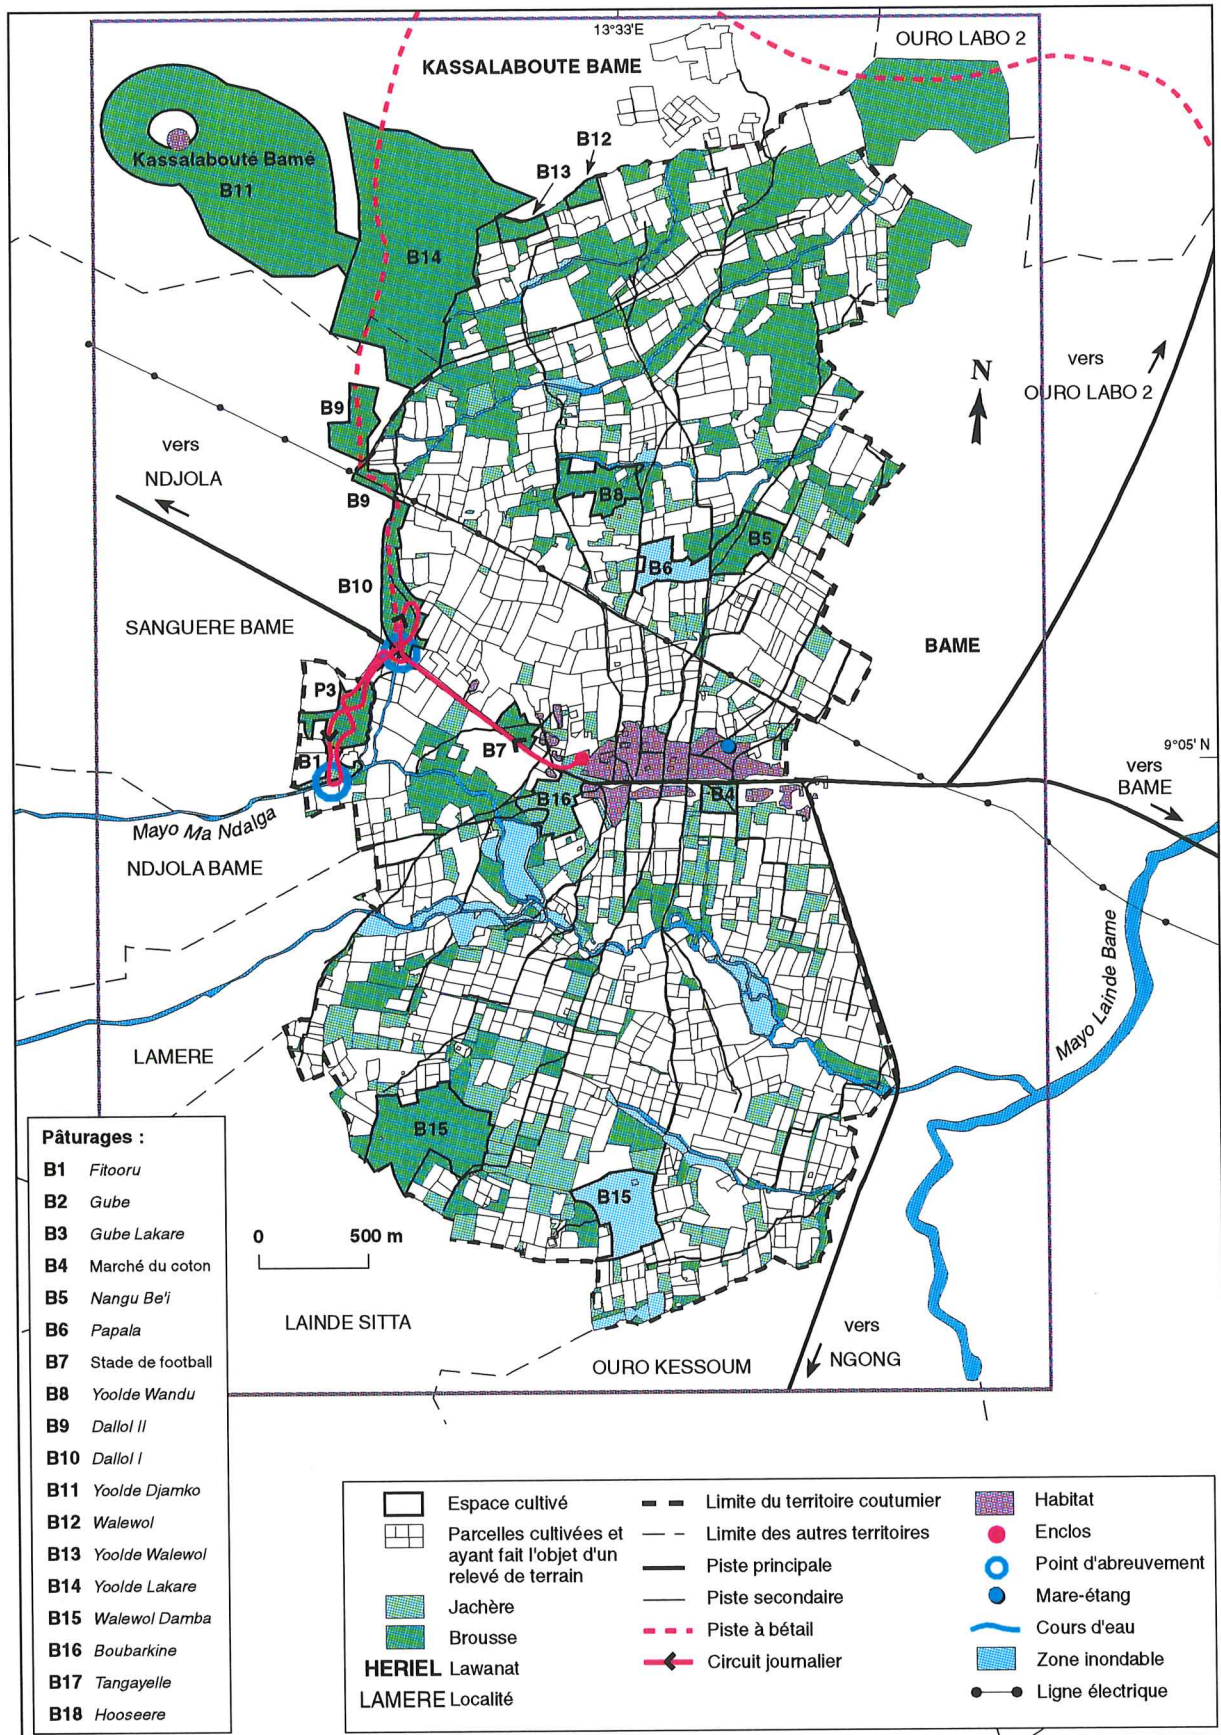 13°33'E
OURO LABO 2
KASSALABOUTE BAME
B12
Kassalabouté Bamé
B13
B11
B14
N
vers
OURO LABO 2
B9
vers
NDJOLA
B8
B9
B5
B6
B10
SANGUERE BAME
BAME
P3
B7
9°05' N
B1
vers
BAME
B16
B4
Mayo Ma Ndalga
NDJOLA BAME
Mayo Lainde Bame
LAMERE
B15
B15
0 500 m
LAINDE SITTA
vers
NGONG
OURO KESSOUM
Pâturages :
B1 Fitooru
B2 Gube
B3 Gube Lakare
B4 Marché du coton
B5 Nangu Be'i
B6 Papala
B7 Stade de football
B8 Yoolde Wandu
B9 Dallol II
B10 Dallol I
B11 Yoolde Djamko
B12 Walewol
B13 Yoolde Walewol
B14 Yoolde Lakare
B15 Walewol Damba
B16 Boubarkine
B17 Tangayelle
B18 Hooseere
Espace cultivé
Parcelles cultivées et
ayant fait l'objet d'un
relevé de terrain
Jachère
Brousse
HERIEL Lawanat
LAMERE Localité
Limite du territoire coutumier
Limite des autres territoires
Piste principale
Piste secondaire
Piste à bétail
Circuit journalier
Habitat
Enclos
Point d'abreuvement
Mare-étang
Cours d'eau
Zone inondable
Ligne électrique